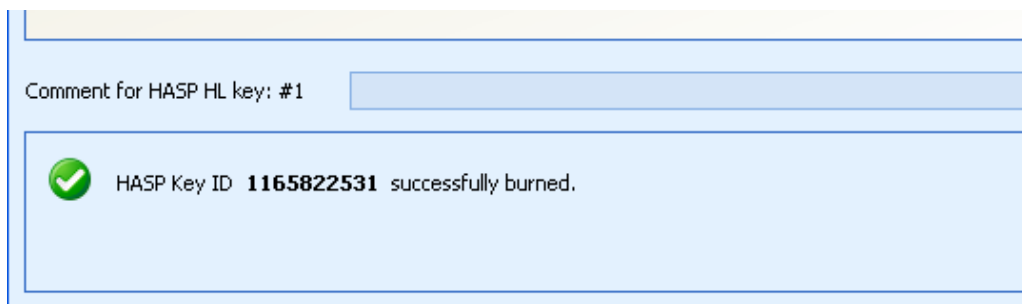 Comment for HASP HL key: #1
HASP Key ID 1165822531 successfully burned.